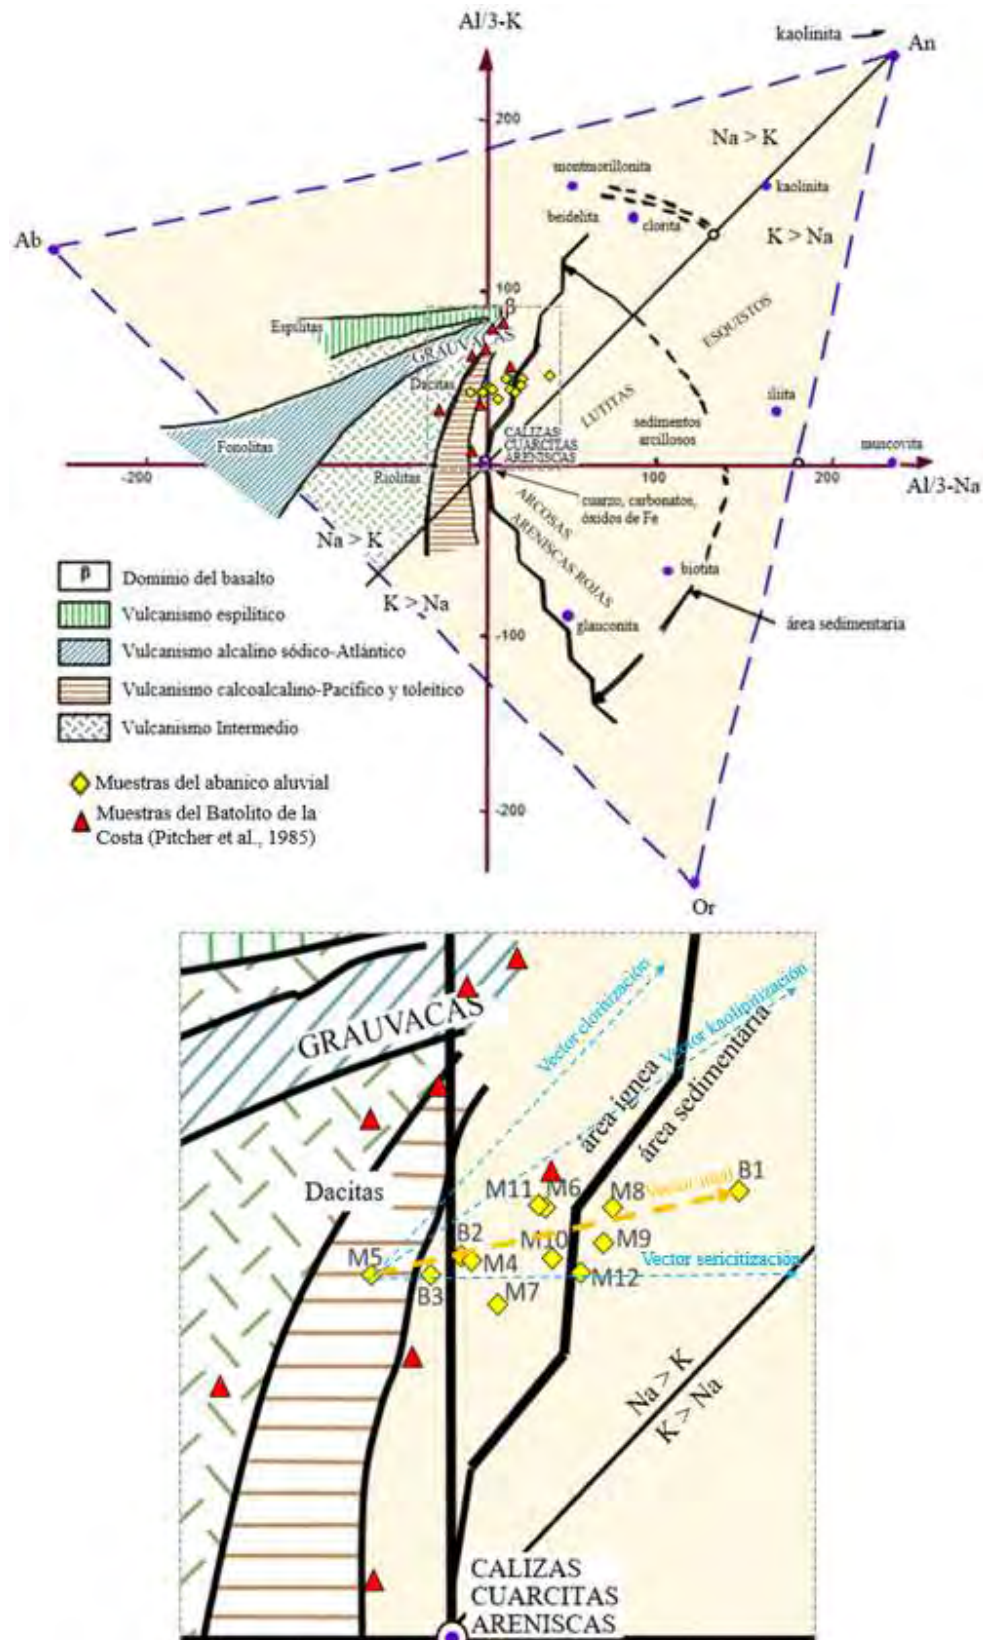 Al/3-K
kaolinita
An
200
Na > K
montmorillonita
kaolinita
beidelita
clorita
K > Na
Ab
100
β
Espilitas
GRAUVACAS
ESQUISTOS
Dacitas
LUTITAS
illita
sedimentos
arcillosos
CALIZAS
CUARCITAS
ARENISCAS
muscovita
Fonolitas
Riolitas
-200
100
200
Al/3-Na
cuarzo, carbonatos,
óxidos de Fe
ARCOSAS
ARENISCAS ROJAS
Na > K
K > Na
biotita
glauconita
área sedimentaria
-100
β Dominio del basalto
Vulcanismo espilítico
Vulcanismo alcalino sódico-Atlántico
Vulcanismo calcoalcalino-Pacífico y toleítico
Vulcanismo Intermedio
Muestras del abanico aluvial
Muestras del Batolito de la
Costa (Pitcher et al., 1985)
-200
Or
GRAUVACAS
Vector cloritización
Vector kaolinitización
área ígnea
área sedimentaria
Dacitas
M11
M6
M8
B1
B2
M10
M9
M5
M4
Vector sericitización
B3
M12
M7
Na > K
K > Na
CALIZAS
CUARCITAS
ARENISCAS